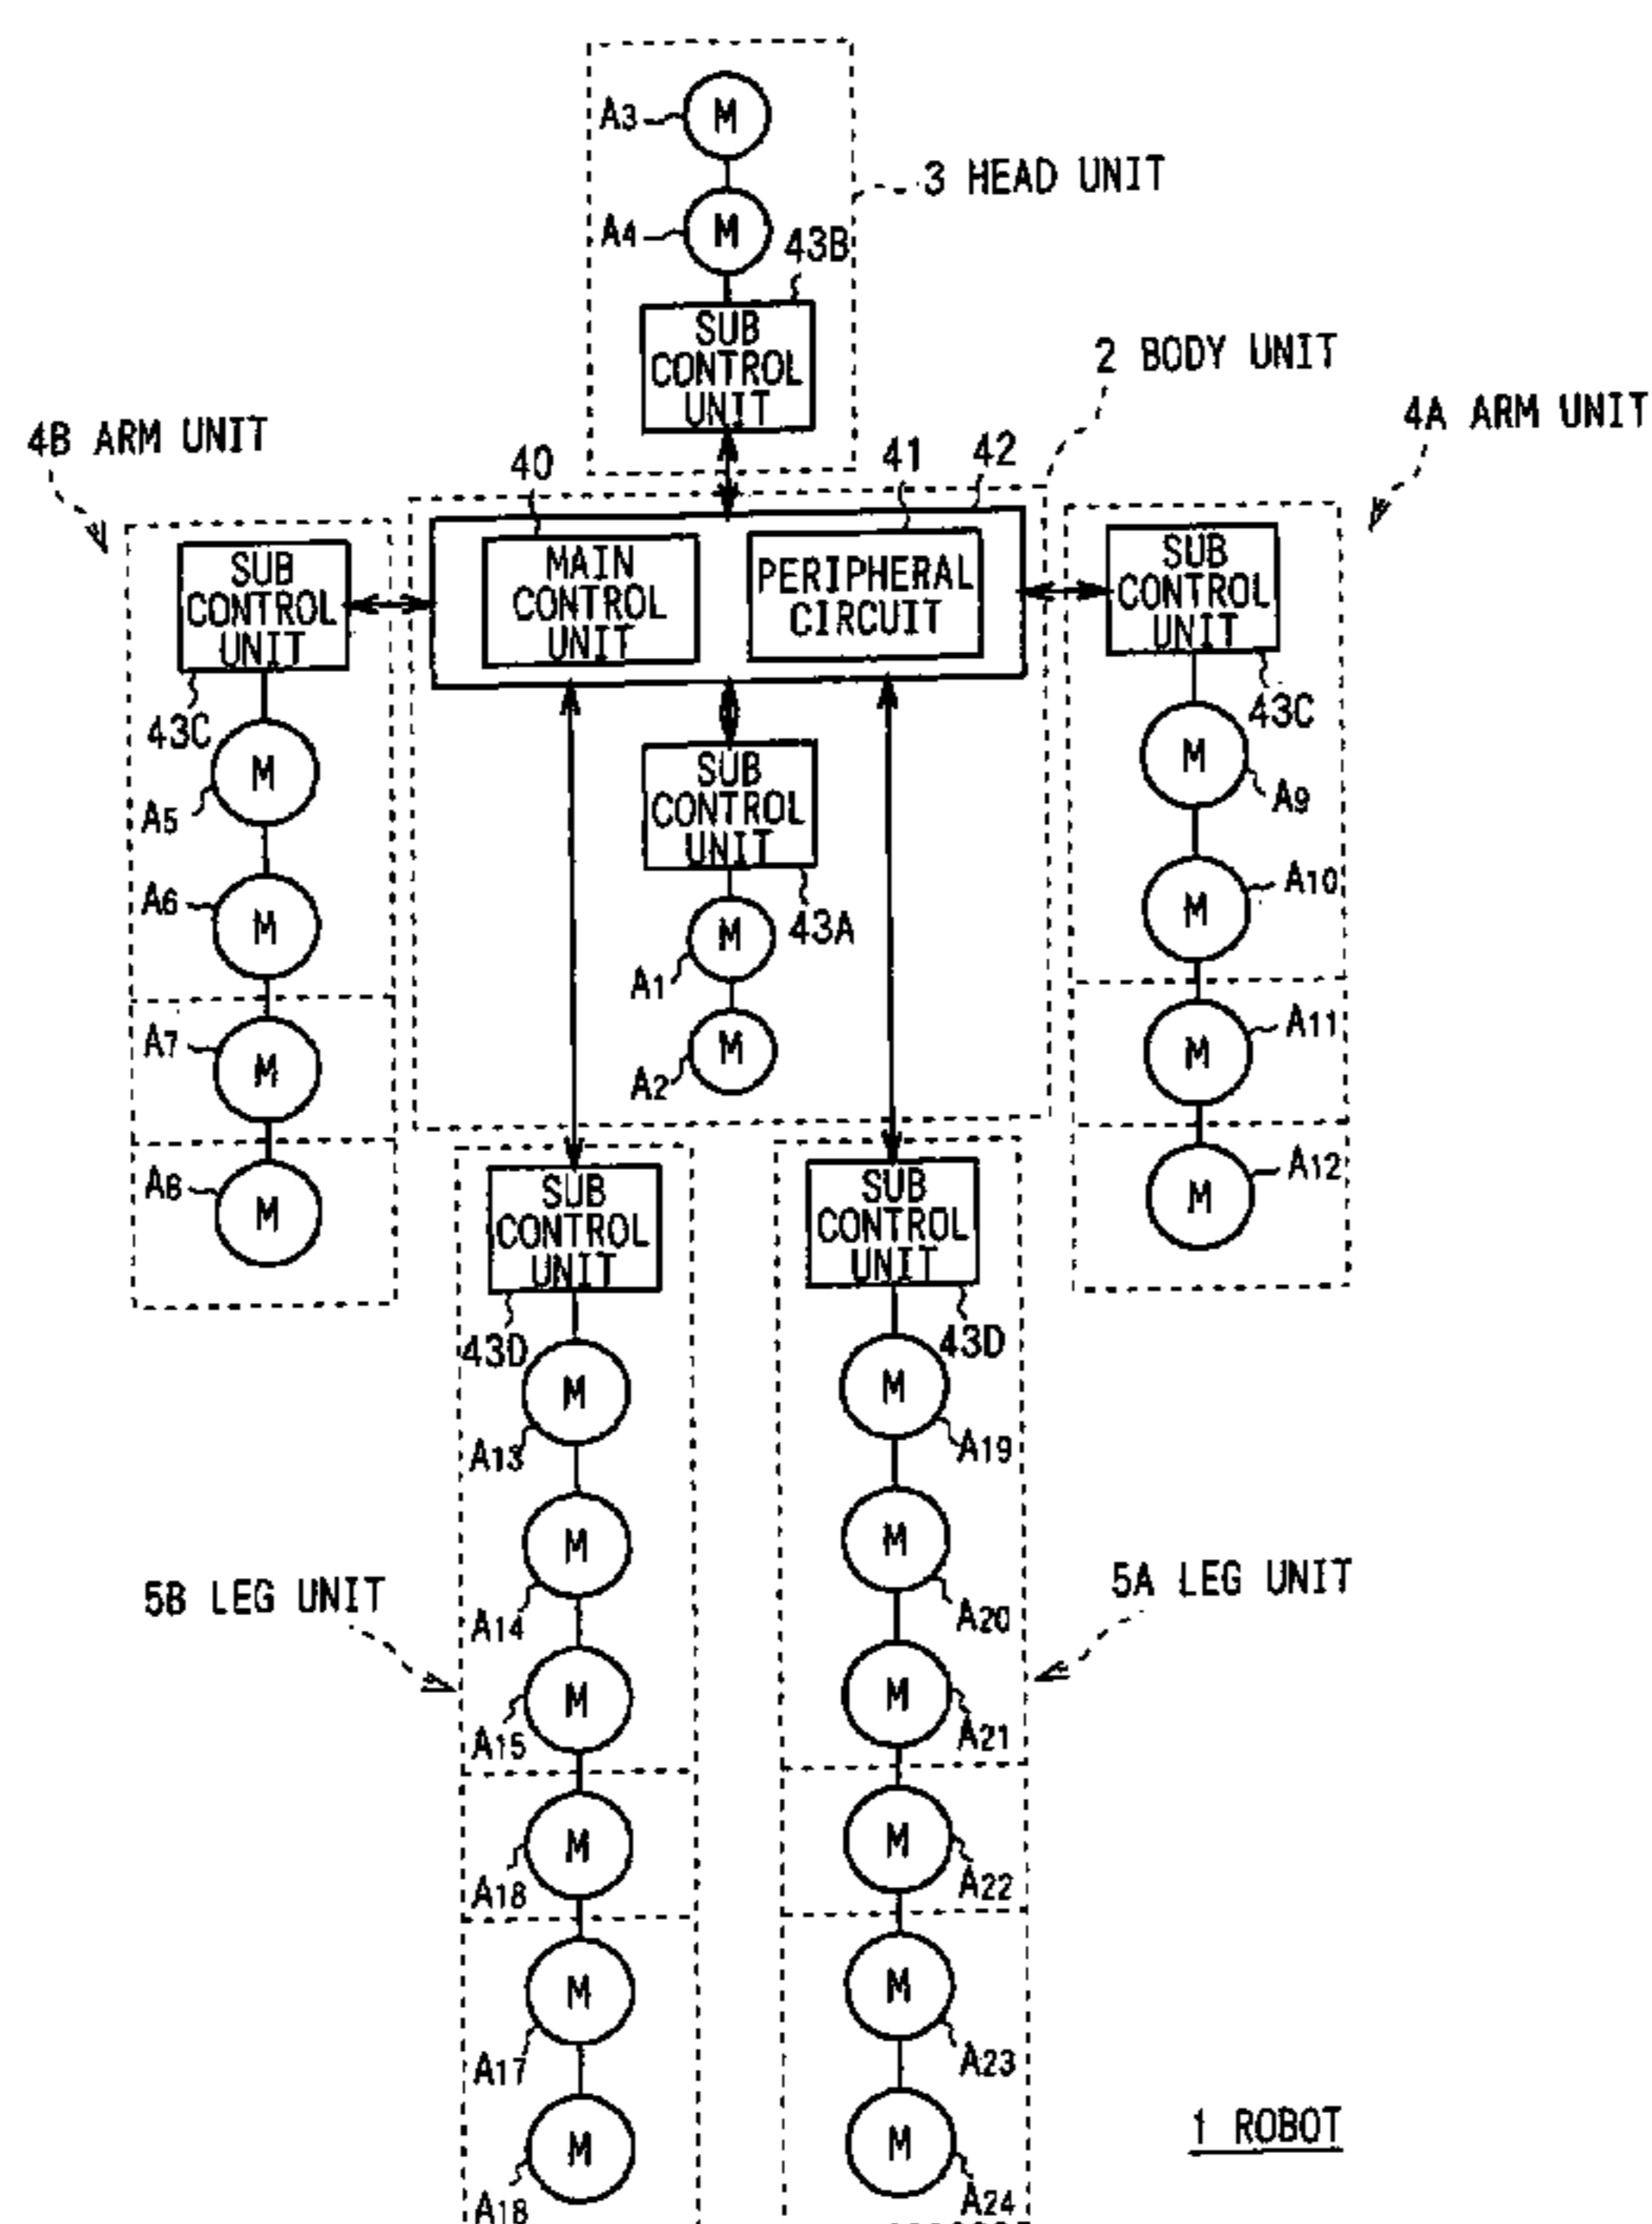 A3
M
3 HEAD UNIT
A4
M
43B
SUB
CONTROL
UNIT
2 BODY UNIT
4B ARM UNIT
4A ARM UNIT
40
41
42
SUB
CONTROL
UNIT
MAIN
CONTROL
UNIT
PERIPHERAL
CIRCUIT
SUB
CONTROL
UNIT
43C
43C
M
A5
SUB
CONTROL
UNIT
M
A9
43A
A6
M
M
A1
M
A10
A7
M
M
A2
M
A11
A8
M
M
A12
SUB
CONTROL
UNIT
SUB
CONTROL
UNIT
43D
43D
M
A13
M
A19
M
A14
M
A20
5B LEG UNIT
5A LEG UNIT
M
A15
M
A21
M
A18
M
A22
M
A17
M
A23
M
A18
M
A24
1 ROBOT